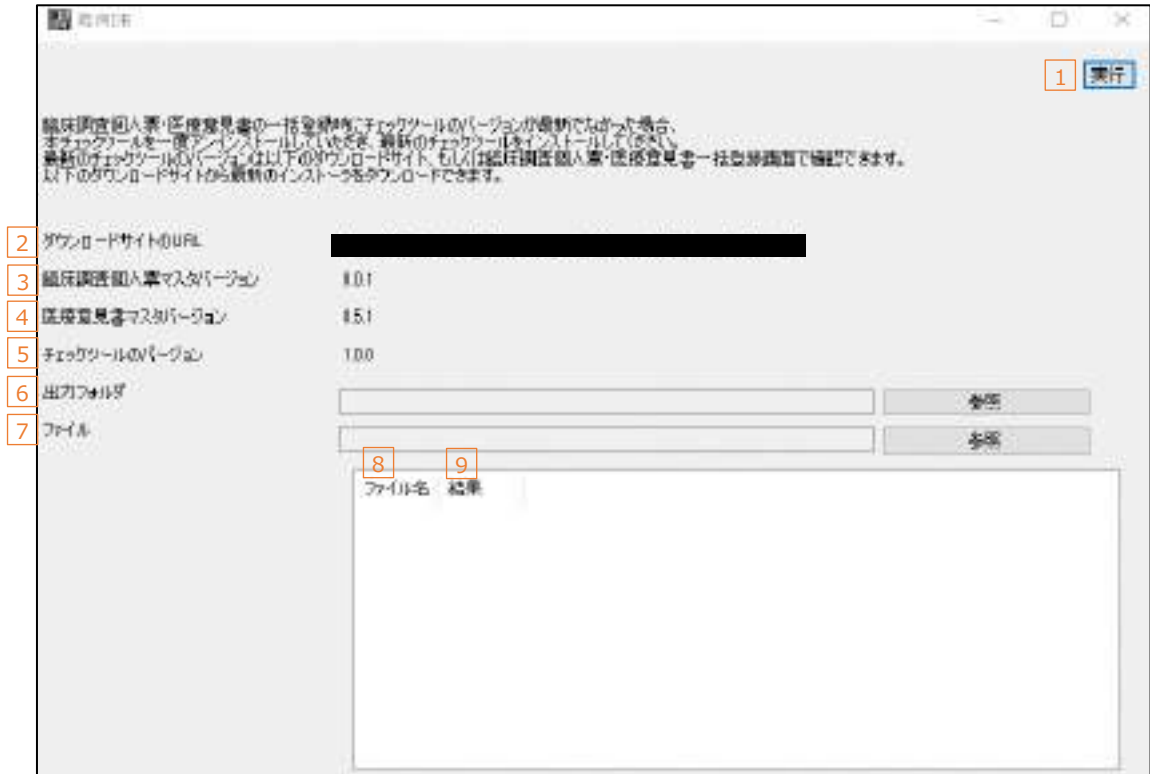 難病DB
1 実行
臨床調査個人票・医療意見書の一括登録時にチェックツールのバージョンが最新でなかった場合、
本チェックツールを一度アンインストールしていただき、最新のチェックツールをインストールしてください。
最新のチェックツールのバージョンは以下のダウンロードサイト、もしくは臨床調査個人票・医療意見書一括登録画面で確認できます。
以下のダウンロードサイトから最新のインストーラをダウンロードできます。
2 ダウンロードサイトのURL
3 臨床調査個人票マスタバージョン
4 医療意見書マスタバージョン
5 チェックツールのバージョン 1.0.0
6 出力フォルダ 参照
7 ファイル 参照
8 9
ファイル名 結果